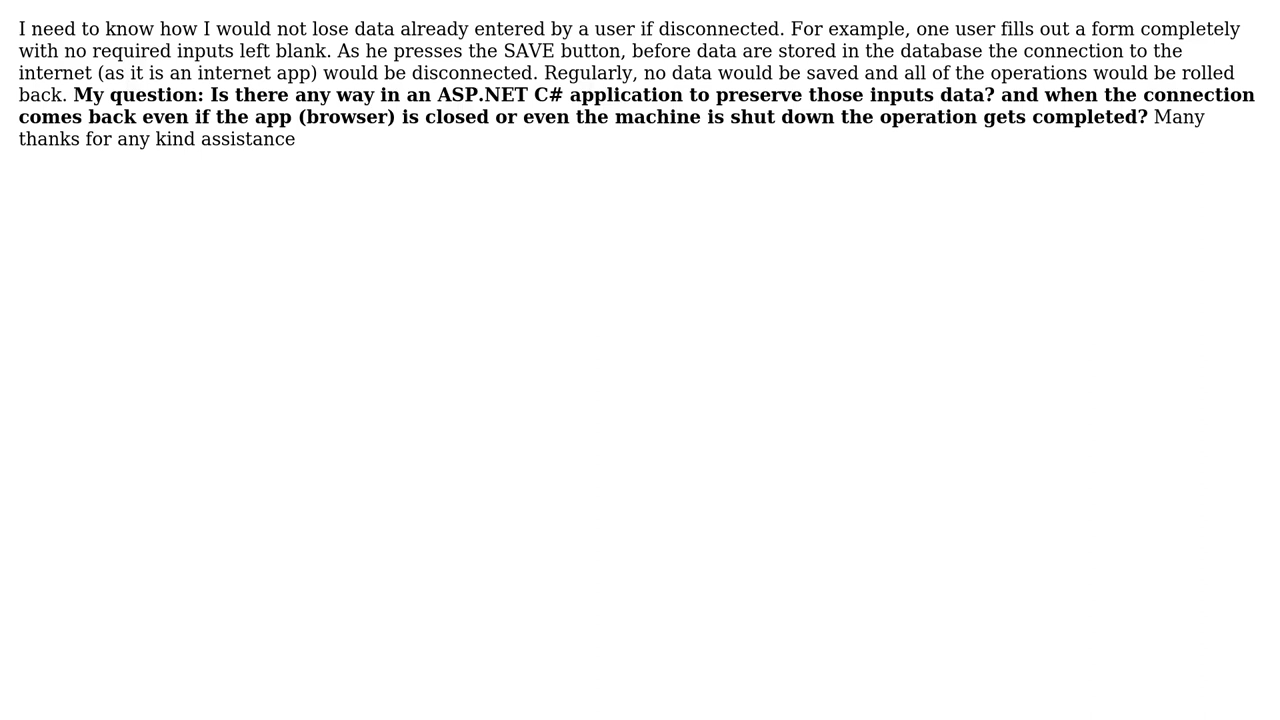 I need to know how I would not lose data already entered by a user if disconnected. For example, one user fills out a form completely
with no required inputs left blank. As he presses the SAVE button, before data are stored in the database the connection to the
internet (as it is an internet app) would be disconnected. Regularly, no data would be saved and all of the operations would be rolled
back. My question: Is there any way in an ASP.NET C# application to preserve those inputs data? and when the connection
comes back even if the app (browser) is closed or even the machine is shut down the operation gets completed? Many
thanks for any kind assistance